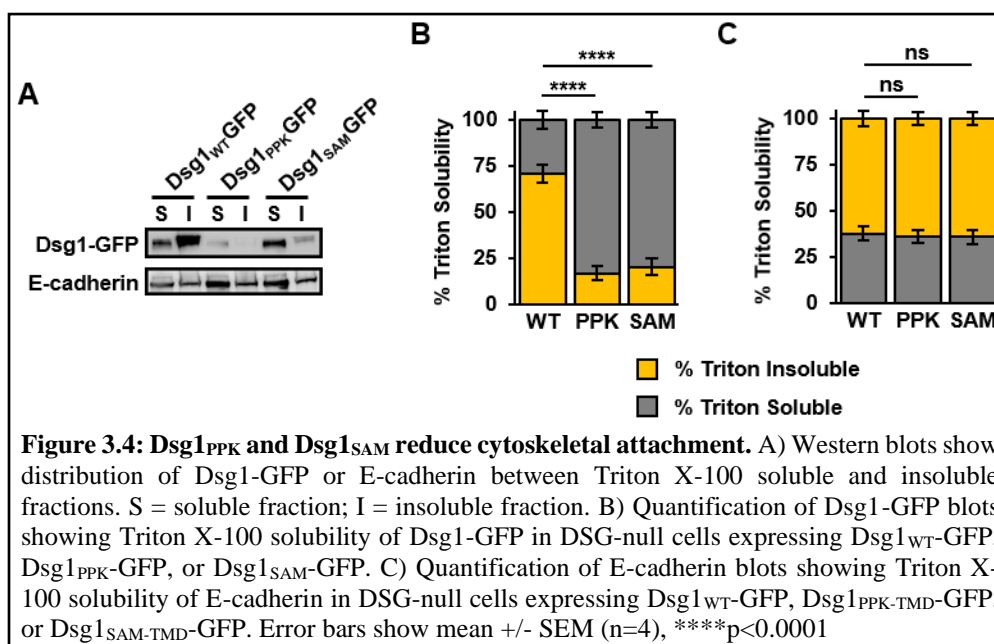 A
Dsg1WTGFP
Dsg1PPKGFP
Dsg1SAMGFP
S I S I S I
Dsg1-GFP
E-cadherin
B
****
****
% Triton Solubility
100
75
50
25
0
WT PPK SAM
C
ns
ns
% Triton Solubility
100
75
50
25
0
WT PPK SAM
% Triton Insoluble
% Triton Soluble
Figure 3.4: Dsg1PPK and Dsg1SAM reduce cytoskeletal attachment. A) Western blots show
distribution of Dsg1-GFP or E-cadherin between Triton X-100 soluble and insoluble
fractions. S = soluble fraction; I = insoluble fraction. B) Quantification of Dsg1-GFP blots
showing Triton X-100 solubility of Dsg1-GFP in DSG-null cells expressing Dsg1WT-GFP,
Dsg1PPK-GFP, or Dsg1SAM-GFP. C) Quantification of E-cadherin blots showing Triton X-
100 solubility of E-cadherin in DSG-null cells expressing Dsg1WT-GFP, Dsg1PPK-TMD-GFP,
or Dsg1SAM-TMD-GFP. Error bars show mean +/- SEM (n=4), ****p<0.0001